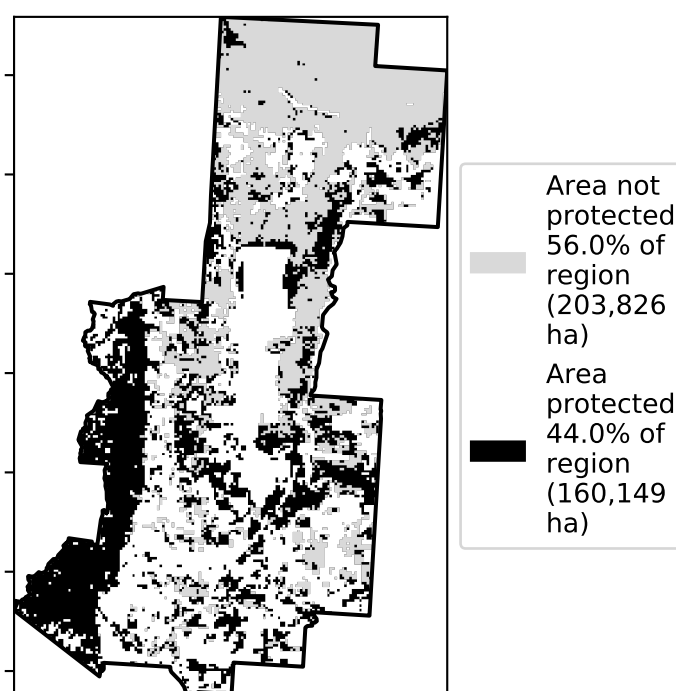 Area not
protected
56.0% of
region
(203,826
ha)
Area
protected
44.0% of
region
(160,149
ha)